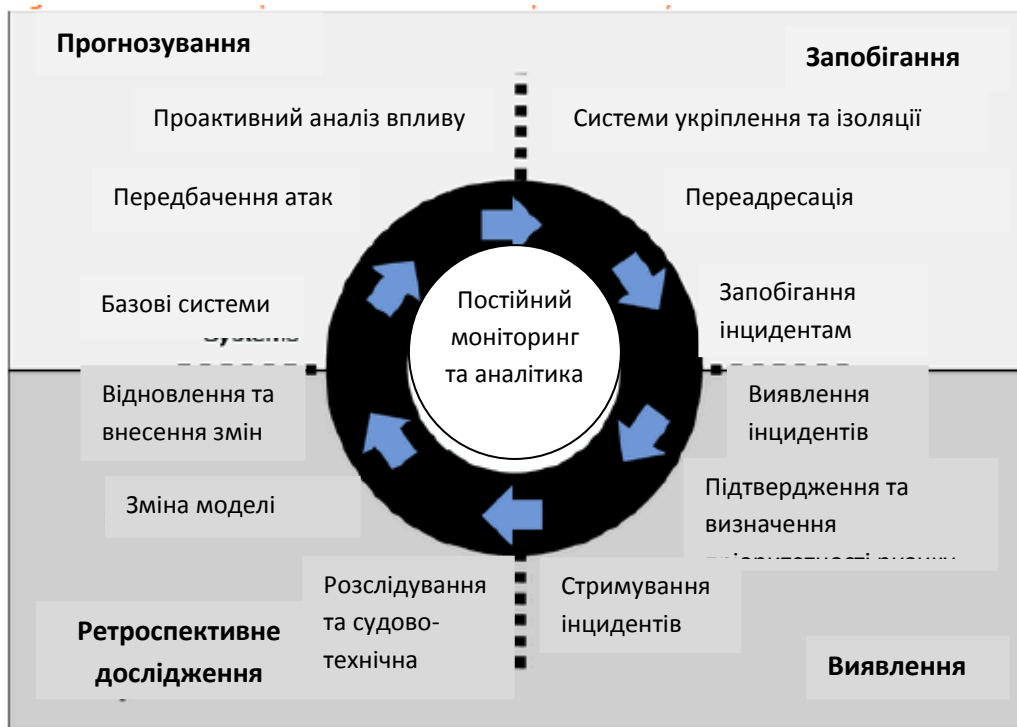 Прогнозування
Запобігання
Проактивний аналіз впливу
Системи укріплення та ізоляції
Передбачення атак
Переадресація
Базові системи
Запобігання
інцидентам
Постійний
моніторинг
та аналітика
Відновлення та
внесення змін
Виявлення
інцидентів
Зміна моделі
Підтвердження та
визначення
Розслідування
та судово-
технічна
Стримування
інцидентів
Ретроспективне
дослідження
Виявлення